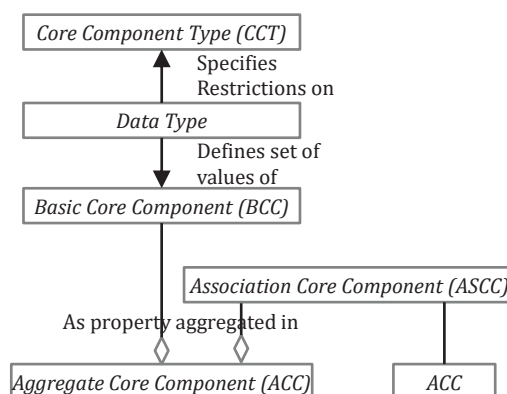 Core Component Type (CCT)
Specifies
Restrictions on
Data Type
Defines set of
values of
Basic Core Component (BCC)
Association Core Component (ASCC)
As property aggregated in
Aggregate Core Component (ACC)
ACC